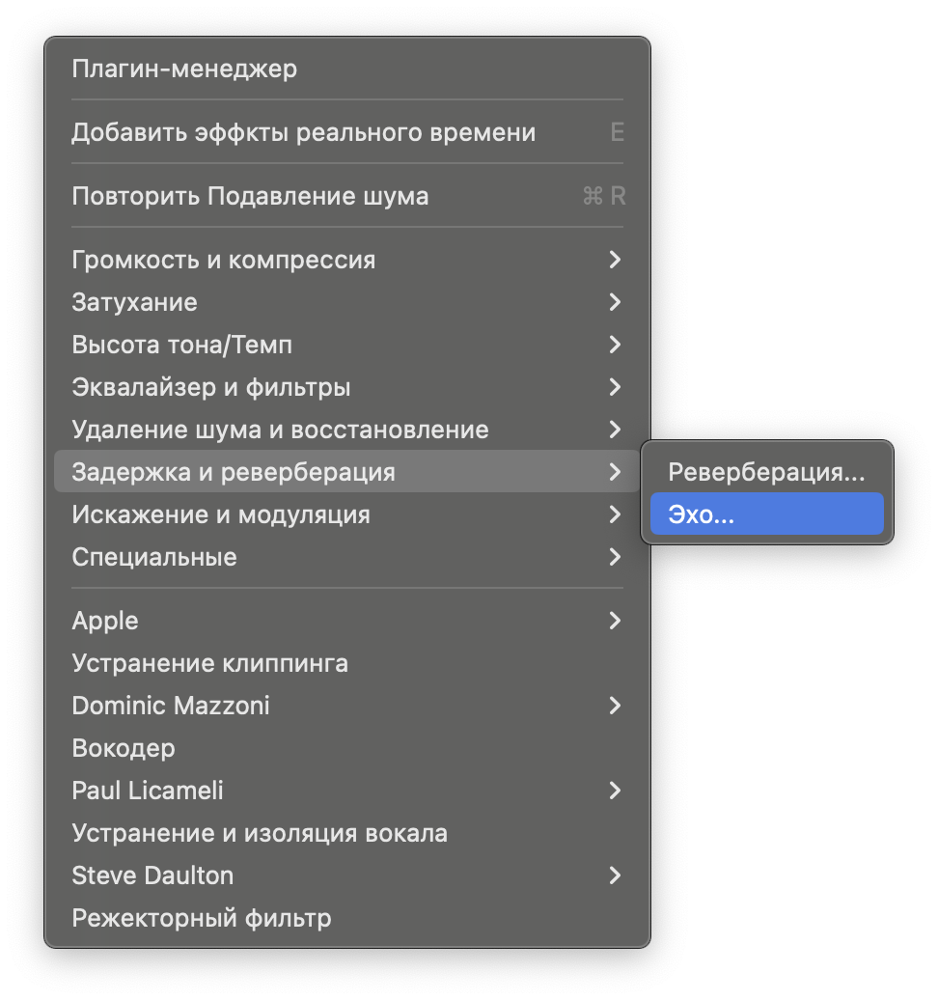 Плагин-менеджер
Добавить эффкты реального времени E
Повторить Подавление шума ⌘ R
Громкость и компрессия
Затухание
Высота тона/Темп
Эквалайзер и фильтры
Удаление шума и восстановление
Задержка и реверберация
Реверберация...
Эхо...
Искажение и модуляция
Специальные
Apple
Устранение клиппинга
Dominic Mazzoni
Вокодер
Paul Licameli
Устранение и изоляция вокала
Steve Daulton
Режекторный фильтр